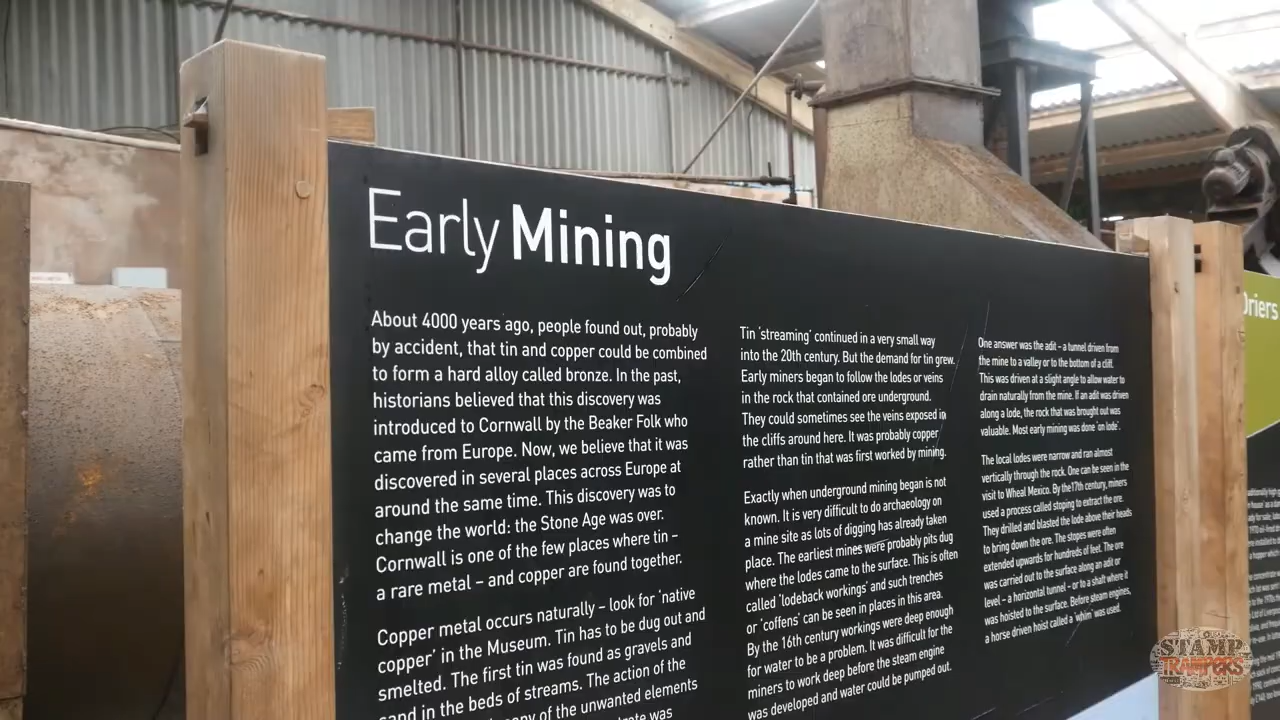 Early Mining
About 4000 years ago, people found out, probably
by accident, that tin and copper could be combined
to form a hard alloy called bronze. In the past,
historians believed that this discovery was
introduced to Cornwall by the Beaker Folk who
came from Europe. Now, we believe that it was
discovered in several places across Europe at
around the same time. This discovery was to
change the world: the Stone Age was over.
Cornwall is one of the few places where tin –
a rare metal – and copper are found together.
Copper metal occurs naturally – look for 'native
copper' in the Museum. Tin has to be dug out and
smelted. The first tin was found as gravels and
sand in the beds of streams. The action of the
many of the unwanted elements
was
Tin 'streaming' continued in a very small way
into the 20th century. But the demand for tin grew.
Early miners began to follow the lodes or veins
in the rock that contained ore underground.
They could sometimes see the veins exposed in
the cliffs around here. It was probably copper
rather than tin that was first worked by mining.
Exactly when underground mining began is not
known. It is very difficult to do archaeology on
a mine site as lots of digging has already taken
place. The earliest mines were probably pits dug
where the lodes came to the surface. This is often
called 'lodeback workings' and such trenches
or 'coffens' can be seen in places in this area.
By the 16th century workings were deep enough
for water to be a problem. It was difficult for the
miners to work deep before the steam engine
was developed and water could be pumped out.
One answer was the adit – a tunnel driven from
the mine to a valley or to the bottom of a cliff.
This was driven at a slight angle to allow water to
drain naturally from the mine. If an adit was driven
along a lode, the rock that was brought out was
valuable. Most early mining was done 'on lode'.
The local lodes were narrow and ran almost
vertically through the rock. One can be seen in the
visit to Wheal Mexico. By the 17th century, miners
used a process called stoping to extract the ore.
They drilled and blasted the lode above their heads
to bring down the ore. The stopes were often
extended upwards for hundreds of feet. The ore
was carried out to the surface along an adit or
level – a horizontal tunnel – or to a shaft where it
was hoisted to the surface. Before steam engines,
a horse driven hoist called a 'whim' was used.
Driers
STAMP
TRAMPERS